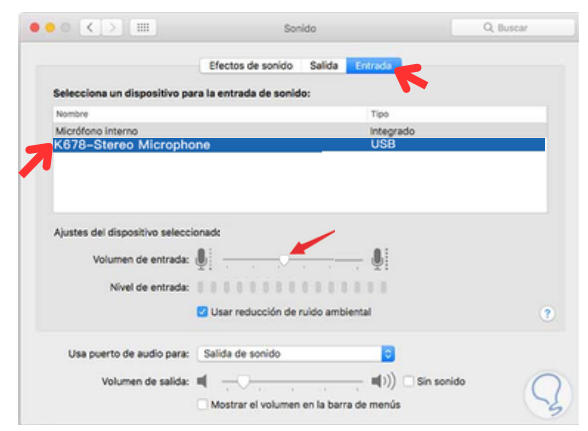 Sonido
Buscar
Efectos de sonido Salida Entrada
Selecciona un dispositivo para la entrada de sonido:
Nombre Tipo
Micrófono interno Integrado
K678-Stereo Microphone USB
Ajustes del dispositivo seleccionado
Volumen de entrada:
Nivel de entrada:
Usar reducción de ruido ambiental
?
Usa puerto de audio para: Salida de sonido
Volumen de salida: Sin sonido
Mostrar el volumen en la barra de menús